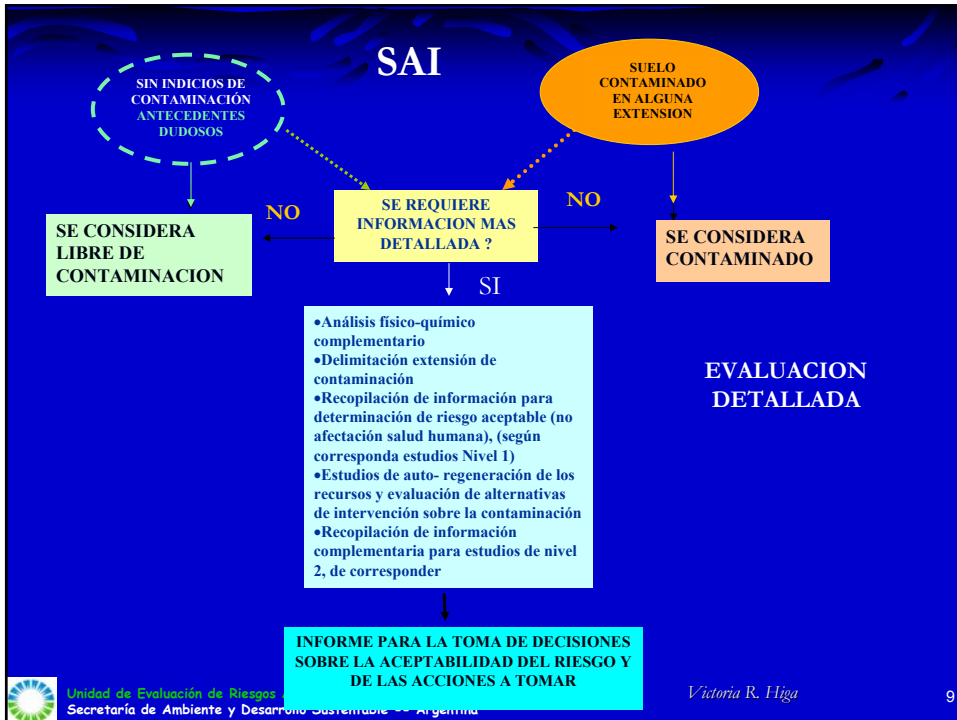 SAI
SIN INDICIOS DE
CONTAMINACIÓN
ANTECEDENTES
DUDOSOS
SUELO
CONTAMINADO
EN ALGUNA
EXTENSION
NO
SE REQUIERE
INFORMACION MAS
DETALLADA ?
NO
SE CONSIDERA
LIBRE DE
CONTAMINACION
SE CONSIDERA
CONTAMINADO
SI
•Análisis físico-químico
complementario
•Delimitación extensión de
contaminación
•Recopilación de información para
determinación de riesgo aceptable (no
afectación salud humana), (según
corresponda estudios Nivel 1)
•Estudios de auto- regeneración de los
recursos y evaluación de alternativas
de intervención sobre la contaminación
•Recopilación de información
complementaria para estudios de nivel
2, de corresponder
EVALUACION
DETALLADA
INFORME PARA LA TOMA DE DECISIONES
SOBRE LA ACEPTABILIDAD DEL RIESGO Y
DE LAS ACCIONES A TOMAR
Unidad de Evaluación de Riesgos
Secretaría de Ambiente y Desarrollo Sustentable -- Argentina
Victoria R. Higa
9